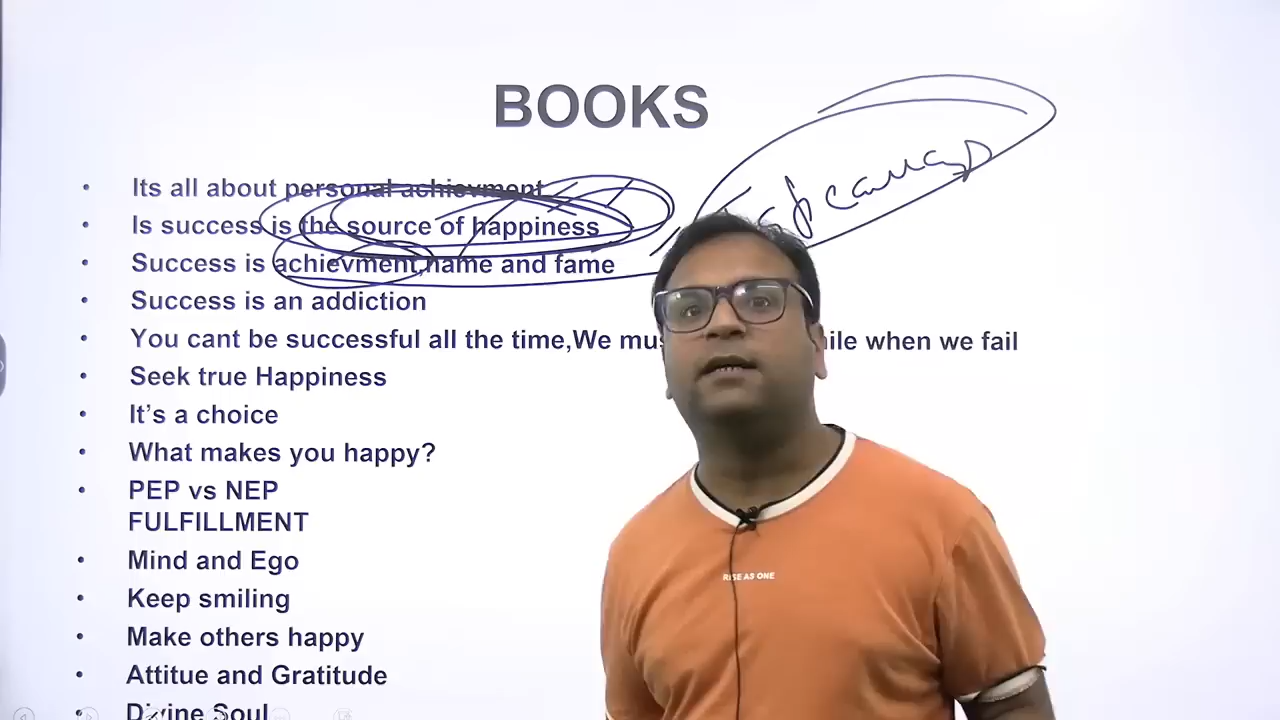 BOOKS
Its all about personal achievment
Is success is the source of happiness
Success is achievment,name and fame
Success is an addiction
You cant be successful all the time,We mus ile when we fail
Seek true Happiness
It’s a choice
What makes you happy?
PEP vs NEP
FULFILLMENT
Mind and Ego
Keep smiling
Make others happy
Attitue and Gratitude
Divine Soul
RISE AS ONE